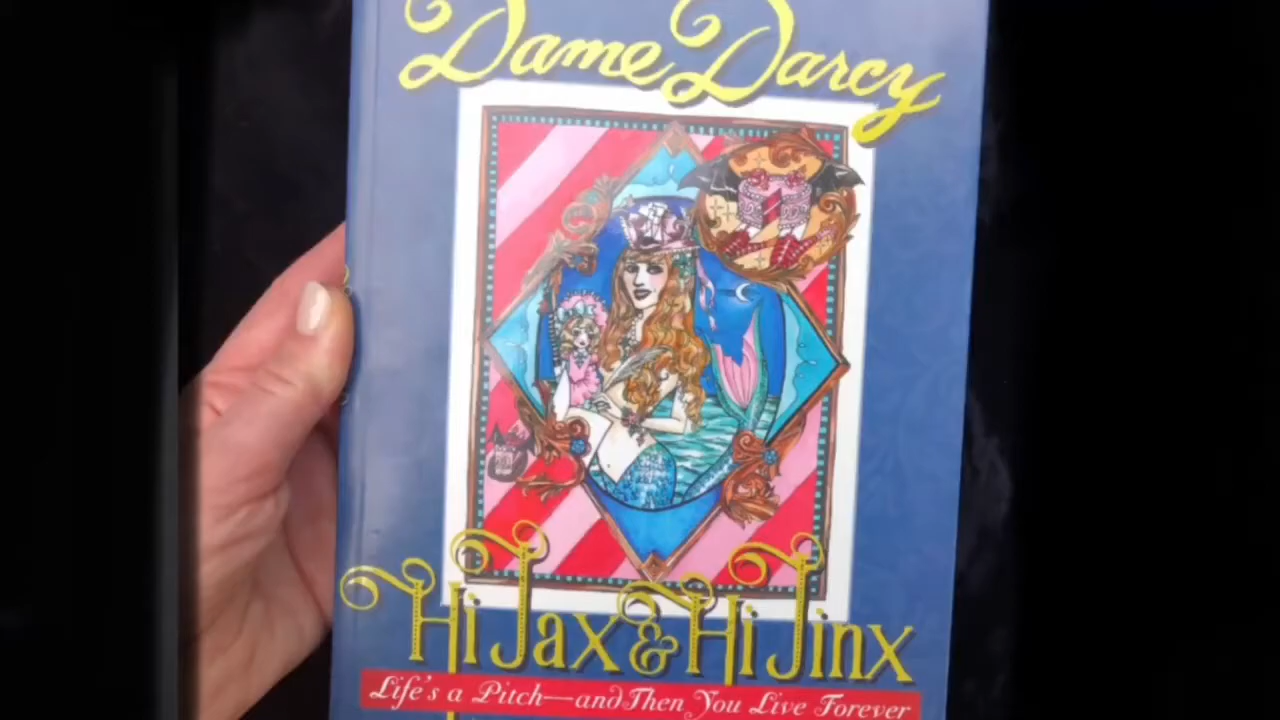 Dame Darcy
Hi Jax & Hi Jinx
Life's a Pitch—and Then You Live Forever